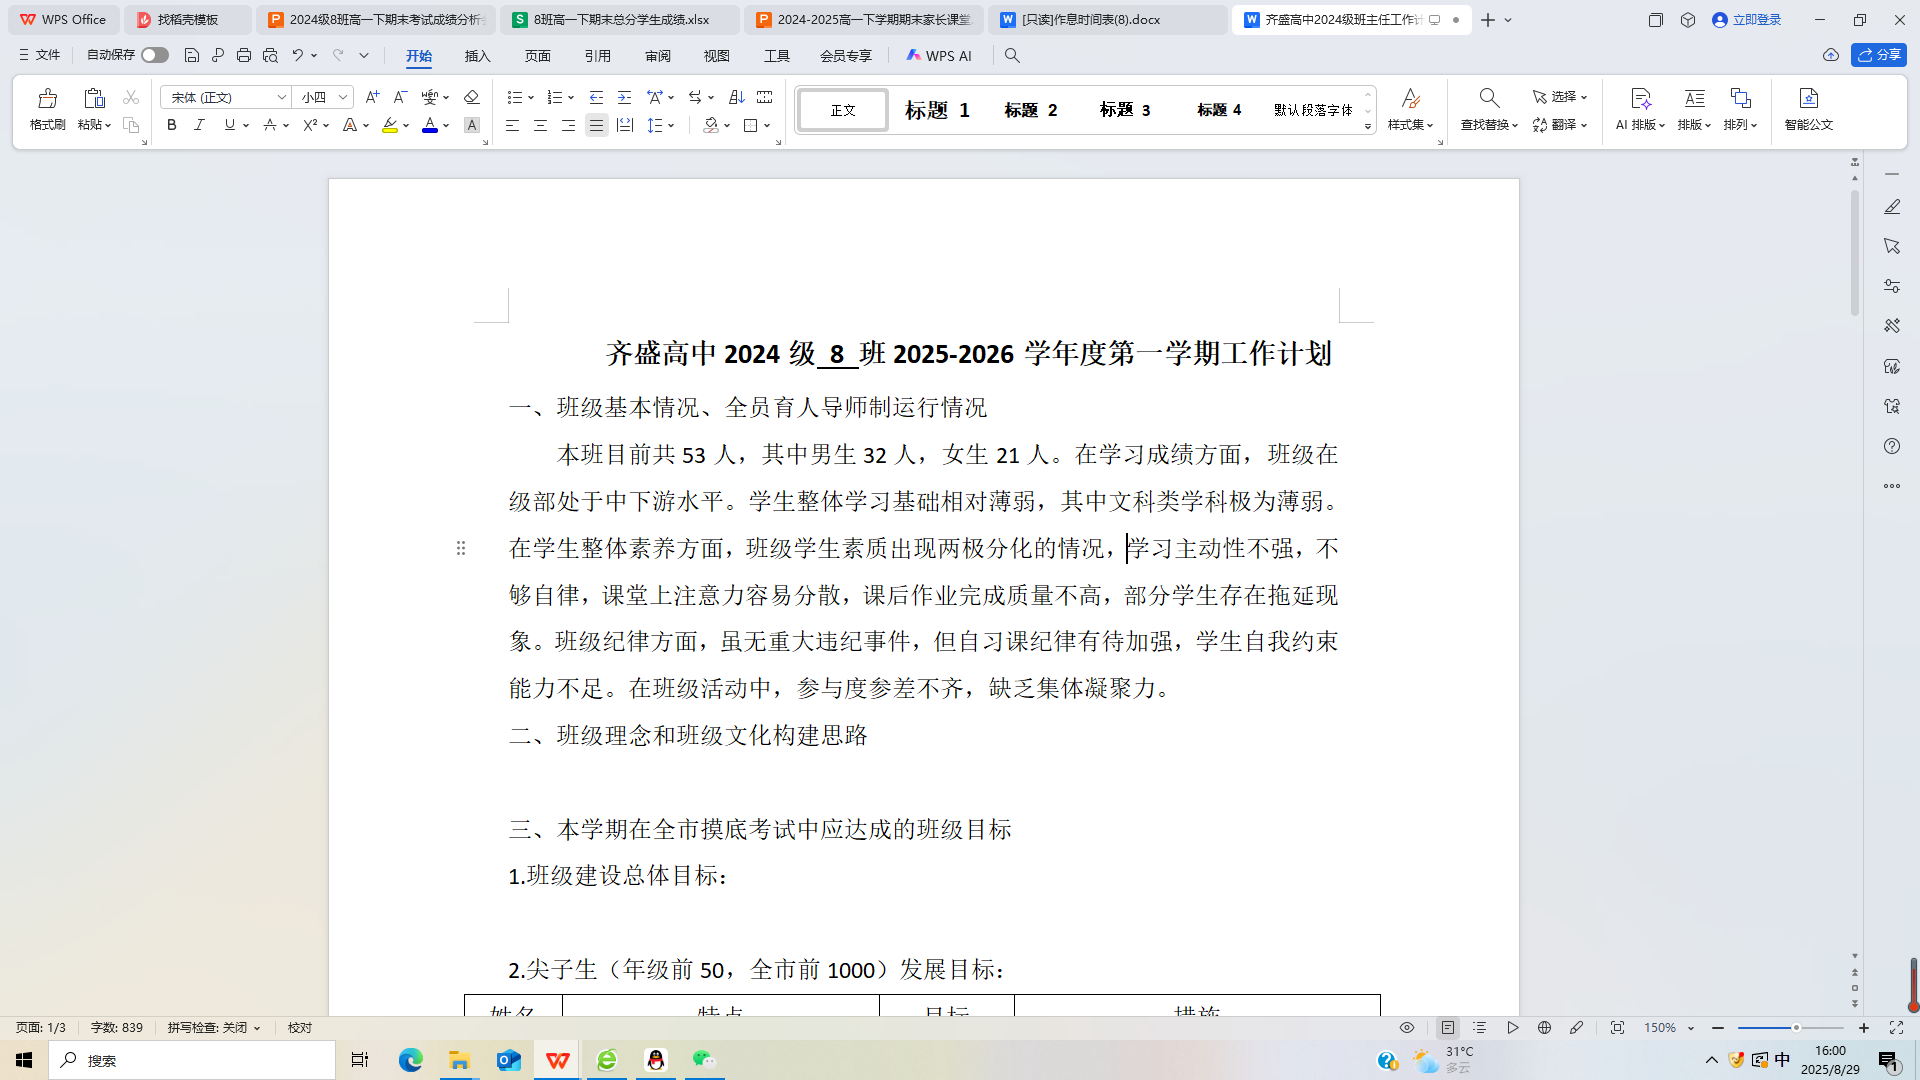 WPS Office
找稻壳模板
2024级8班高一下期末考试成绩分析会
8班高一下期末总分学生成绩.xlsx
2024-2025高一下学期期末家长课堂
[只读]作息时间表(8).docx
齐盛高中2024级班主任工作计
立即登录
文件
自动保存
开始
插入
页面
引用
审阅
视图
工具
会员专享
WPS AI
分享
格式刷
粘贴
宋体 (正文)
小四
正文
标题 1
标题 2
标题 3
标题 4
默认段落字体
样式集
查找替换
选择
翻译
AI 排版
排版
排列
智能公文
齐盛高中 2024 级 8 班 2025-2026 学年度第一学期工作计划
一、班级基本情况、全员育人导师制运行情况
本班目前共 53 人，其中男生 32 人，女生 21 人。在学习成绩方面，班级在
级部处于中下游水平。学生整体学习基础相对薄弱，其中文科类学科极为薄弱。
在学生整体素养方面，班级学生素质出现两极分化的情况，学习主动性不强，不
够自律，课堂上注意力容易分散，课后作业完成质量不高，部分学生存在拖延现
象。班级纪律方面，虽无重大违纪事件，但自习课纪律有待加强，学生自我约束
能力不足。在班级活动中，参与度参差不齐，缺乏集体凝聚力。
二、班级理念和班级文化构建思路
三、本学期在全市摸底考试中应达成的班级目标
1.班级建设总体目标：
2.尖子生（年级前 50，全市前 1000）发展目标：
姓名 特点 目标 措施
页面: 1/3
字数: 839
拼写检查: 关闭
校对
150%
搜索
31°C
多云
中
16:00
2025/8/29
1